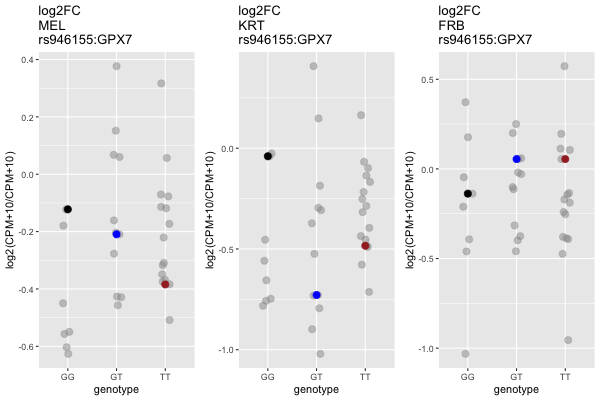 log2FC
MEL
rs946155:GPX7
log2(CPM+10/CPM+10)
0.4
0.2
0.0
-0.2
-0.4
-0.6
GG
GT
TT
genotype
log2FC
KRT
rs946155:GPX7
log2(CPM+10/CPM+10)
0.0
-0.5
-1.0
GG
GT
TT
genotype
log2FC
FRB
rs946155:GPX7
log2(CPM+10/CPM+10)
0.5
0.0
-0.5
-1.0
GG
GT
TT
genotype